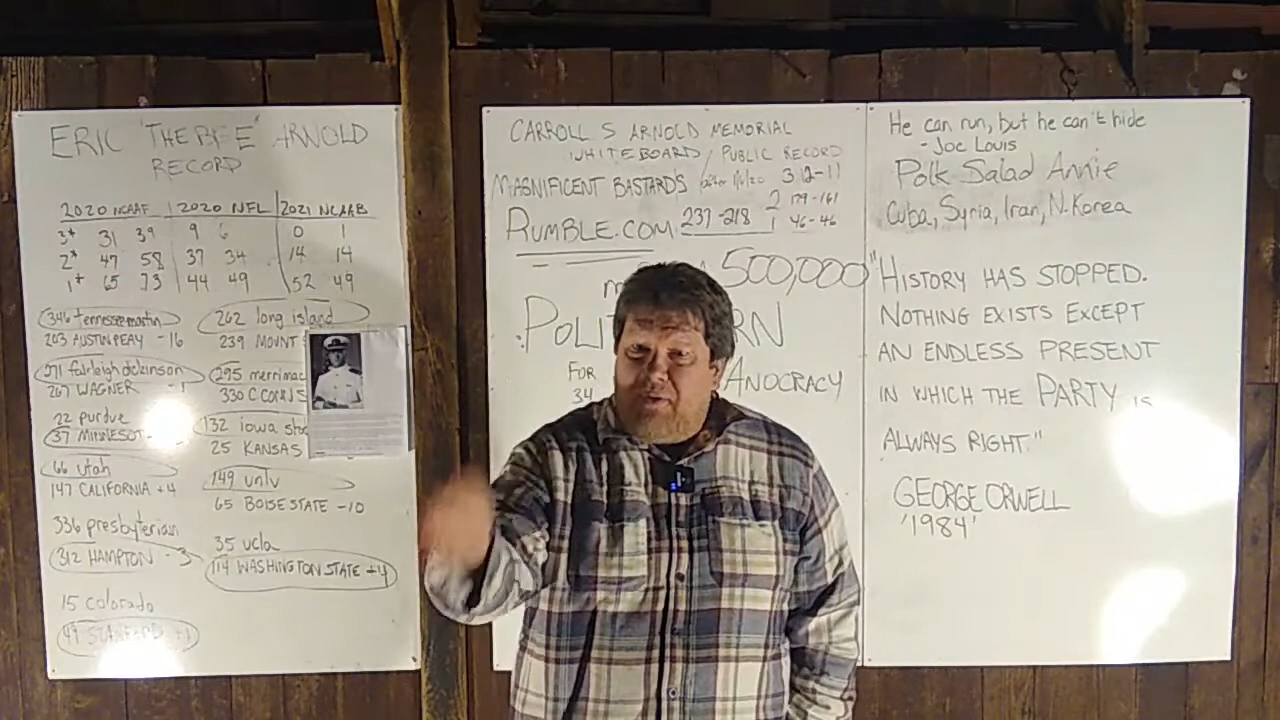 ERIC "THE ARNOLD
RECORD
2020 NCAAF 2020 NFL 2021 NCAAB
3* 31 39 9 6 0 1
2* 47 58 37 34 14 14
1* 65 73 44 49 52 49
346 tennessee martin
203 AUSTIN PEAY -16
271 fairleigh dickinson
267 WAGNER -1
22 purdue
37 MINNESOT
66 utah
147 CALIFORNIA +4
336 presbyterian
312 HAMPTON -3
15 colorado
49 STANFORD
262 long island
239 MOUNT
295 merrimac
330 C CONN S
132 iowa sta
25 KANSAS
149 unlv
65 BOISE STATE -10
35 ucla
114 WASHINGTON STATE +4
CARROLL S ARNOLD MEMORIAL
WHITEBOARD / PUBLIC RECORD
MAGNIFICENT BASTARDS 3 12-11
RUMBLE.COM 237-218 2 179-161
1 46-46
500,000
POLIT RN
FOR ANOCRACY
34
He can run, but he can't hide
- Joe Louis
Polk Salad Annie
Cuba, Syria, Iran, N. Korea
"HISTORY HAS STOPPED.
NOTHING EXISTS EXCEPT
AN ENDLESS PRESENT
IN WHICH THE PARTY IS
ALWAYS RIGHT"
GEORGE ORWELL
'1984'